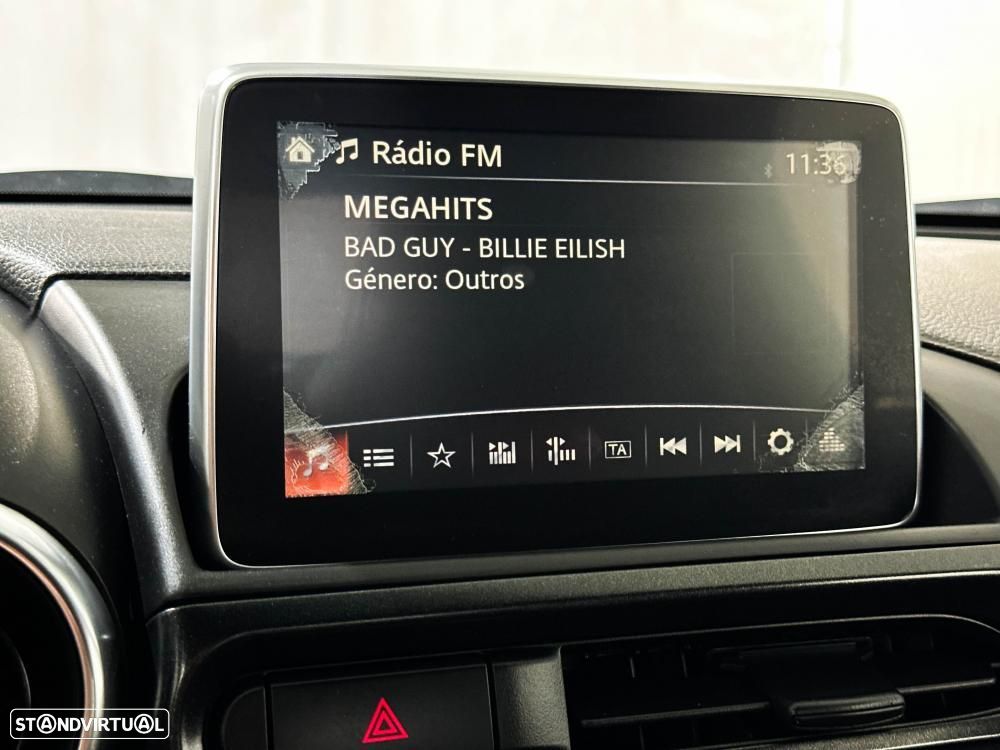 Rádio FM
11:36
MEGAHITS
BAD GUY - BILLIE EILISH
Género: Outros
TA
STANDVIRTUAL